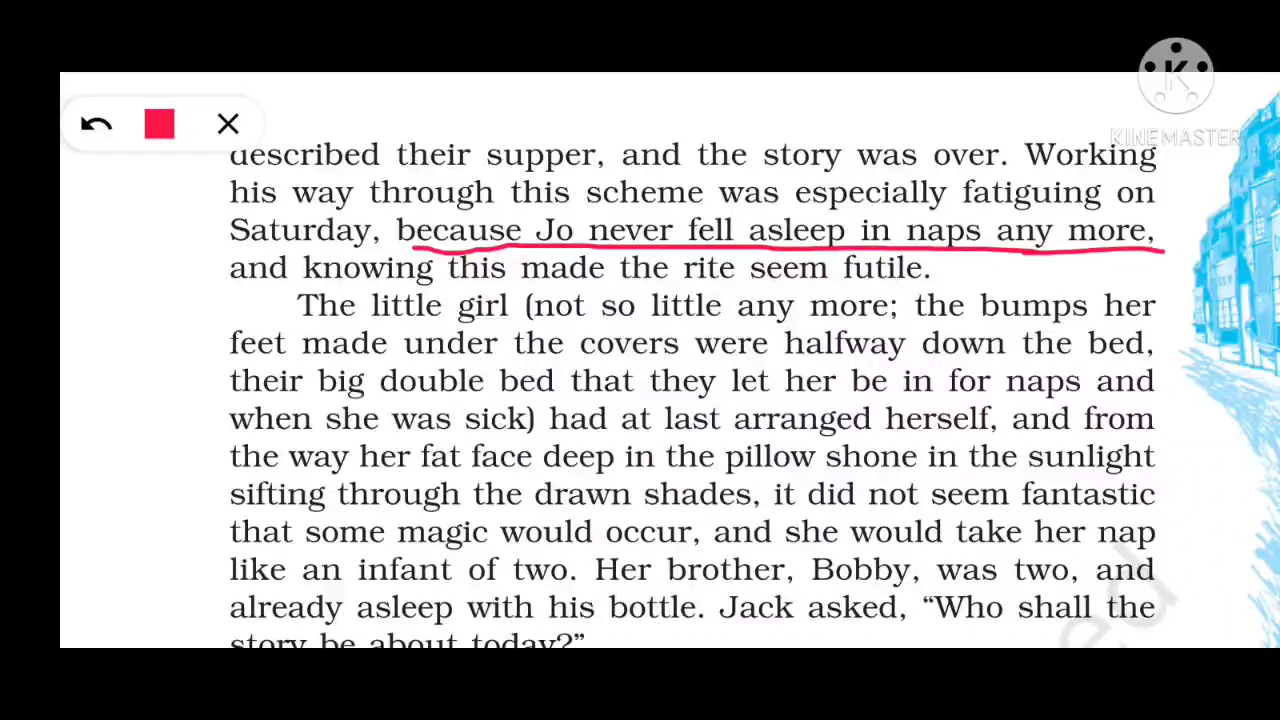 K
KINEMASTER
described their supper, and the story was over. Working
his way through this scheme was especially fatiguing on
Saturday, because Jo never fell asleep in naps any more,
and knowing this made the rite seem futile.
The little girl (not so little any more; the bumps her
feet made under the covers were halfway down the bed,
their big double bed that they let her be in for naps and
when she was sick) had at last arranged herself, and from
the way her fat face deep in the pillow shone in the sunlight
sifting through the drawn shades, it did not seem fantastic
that some magic would occur, and she would take her nap
like an infant of two. Her brother, Bobby, was two, and
already asleep with his bottle. Jack asked, “Who shall the
story be about today?”